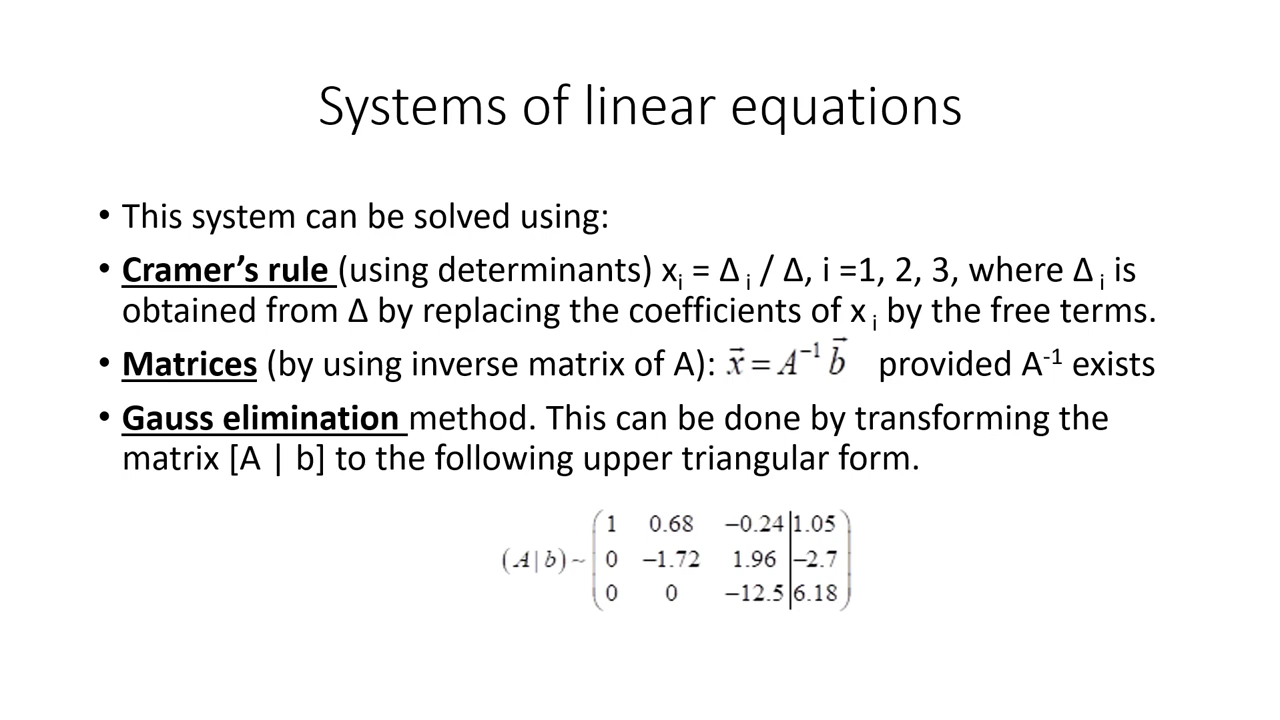 Systems of linear equations
• This system can be solved using:
• Cramer’s rule (using determinants) xᵢ = Δ ᵢ / Δ, i =1, 2, 3, where Δ ᵢ is
obtained from Δ by replacing the coefficients of x ᵢ by the free terms.
• Matrices (by using inverse matrix of A): x⃗ = A⁻¹ b⃗ provided A⁻¹ exists
• Gauss elimination method. This can be done by transforming the
matrix [A | b] to the following upper triangular form.
1 0.68 −0.24 | 1.05
(A|b) ~ 0 −1.72 1.96 | −2.7
0 0 −12.5 | 6.18